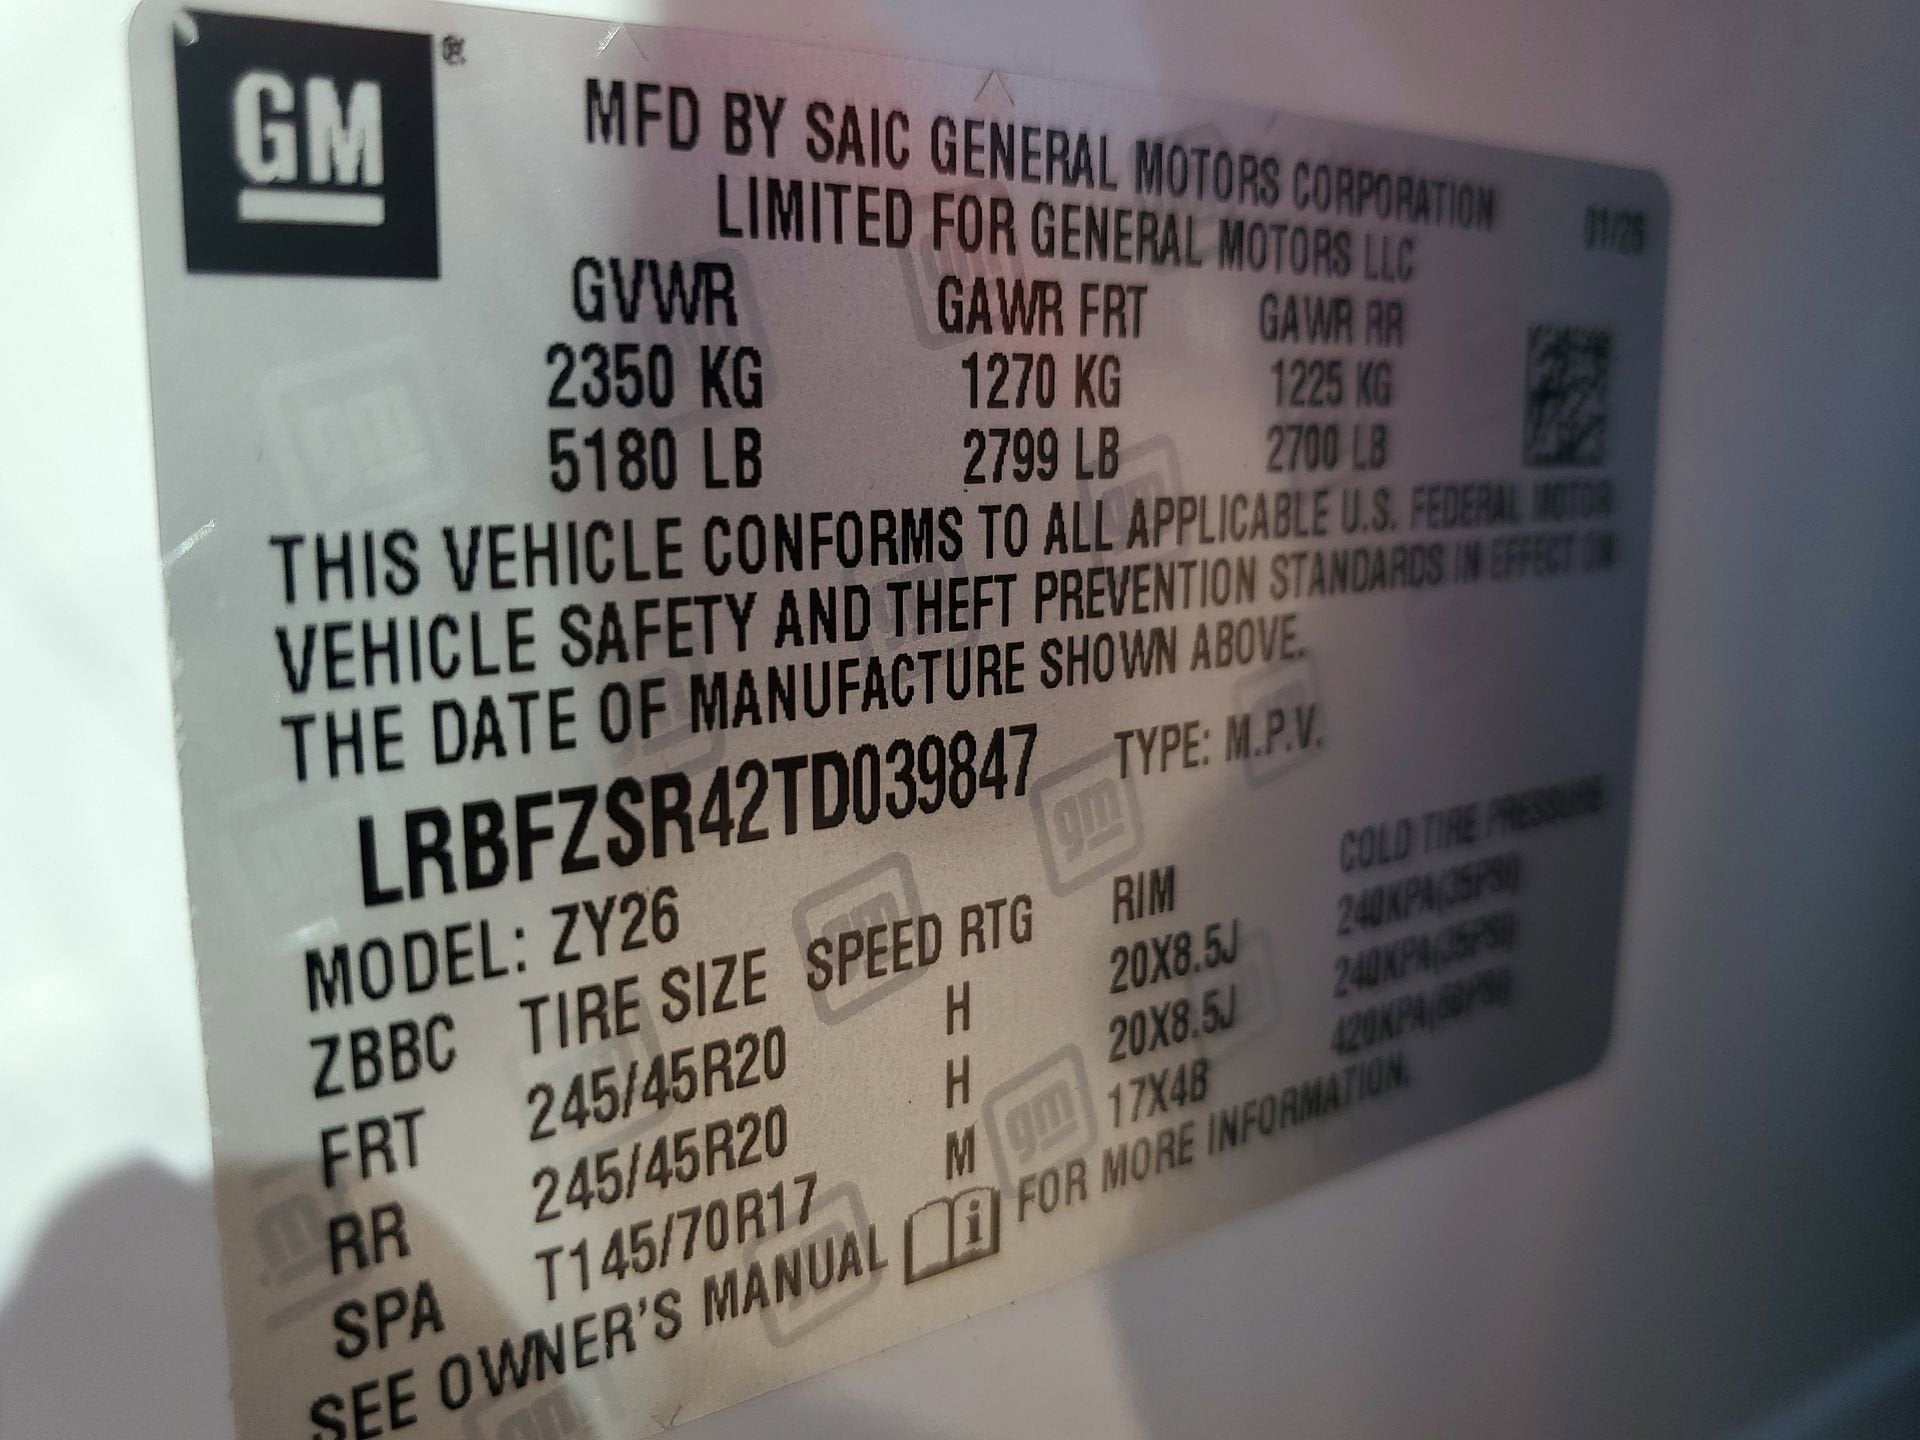 GM ®
MFD BY SAIC GENERAL MOTORS CORPORATION
LIMITED FOR GENERAL MOTORS LLC
01/26
GVWR GAWR FRT GAWR RR
2350 KG 1270 KG 1225 KG
5180 LB 2799 LB 2700 LB
THIS VEHICLE CONFORMS TO ALL APPLICABLE U.S. FEDERAL MOTOR
VEHICLE SAFETY AND THEFT PREVENTION STANDARDS IN EFFECT ON
THE DATE OF MANUFACTURE SHOWN ABOVE.
LRBFZSR42TD039847 TYPE: M.P.V.
MODEL: ZY26
ZBBC TIRE SIZE SPEED RTG RIM COLD TIRE PRESSURE
FRT 245/45R20 H 20X8.5J 240KPA(35PSI)
RR 245/45R20 H 20X8.5J 240KPA(35PSI)
SPA T145/70R17 M 17X4B 420KPA(60PSI)
SEE OWNER'S MANUAL i FOR MORE INFORMATION.